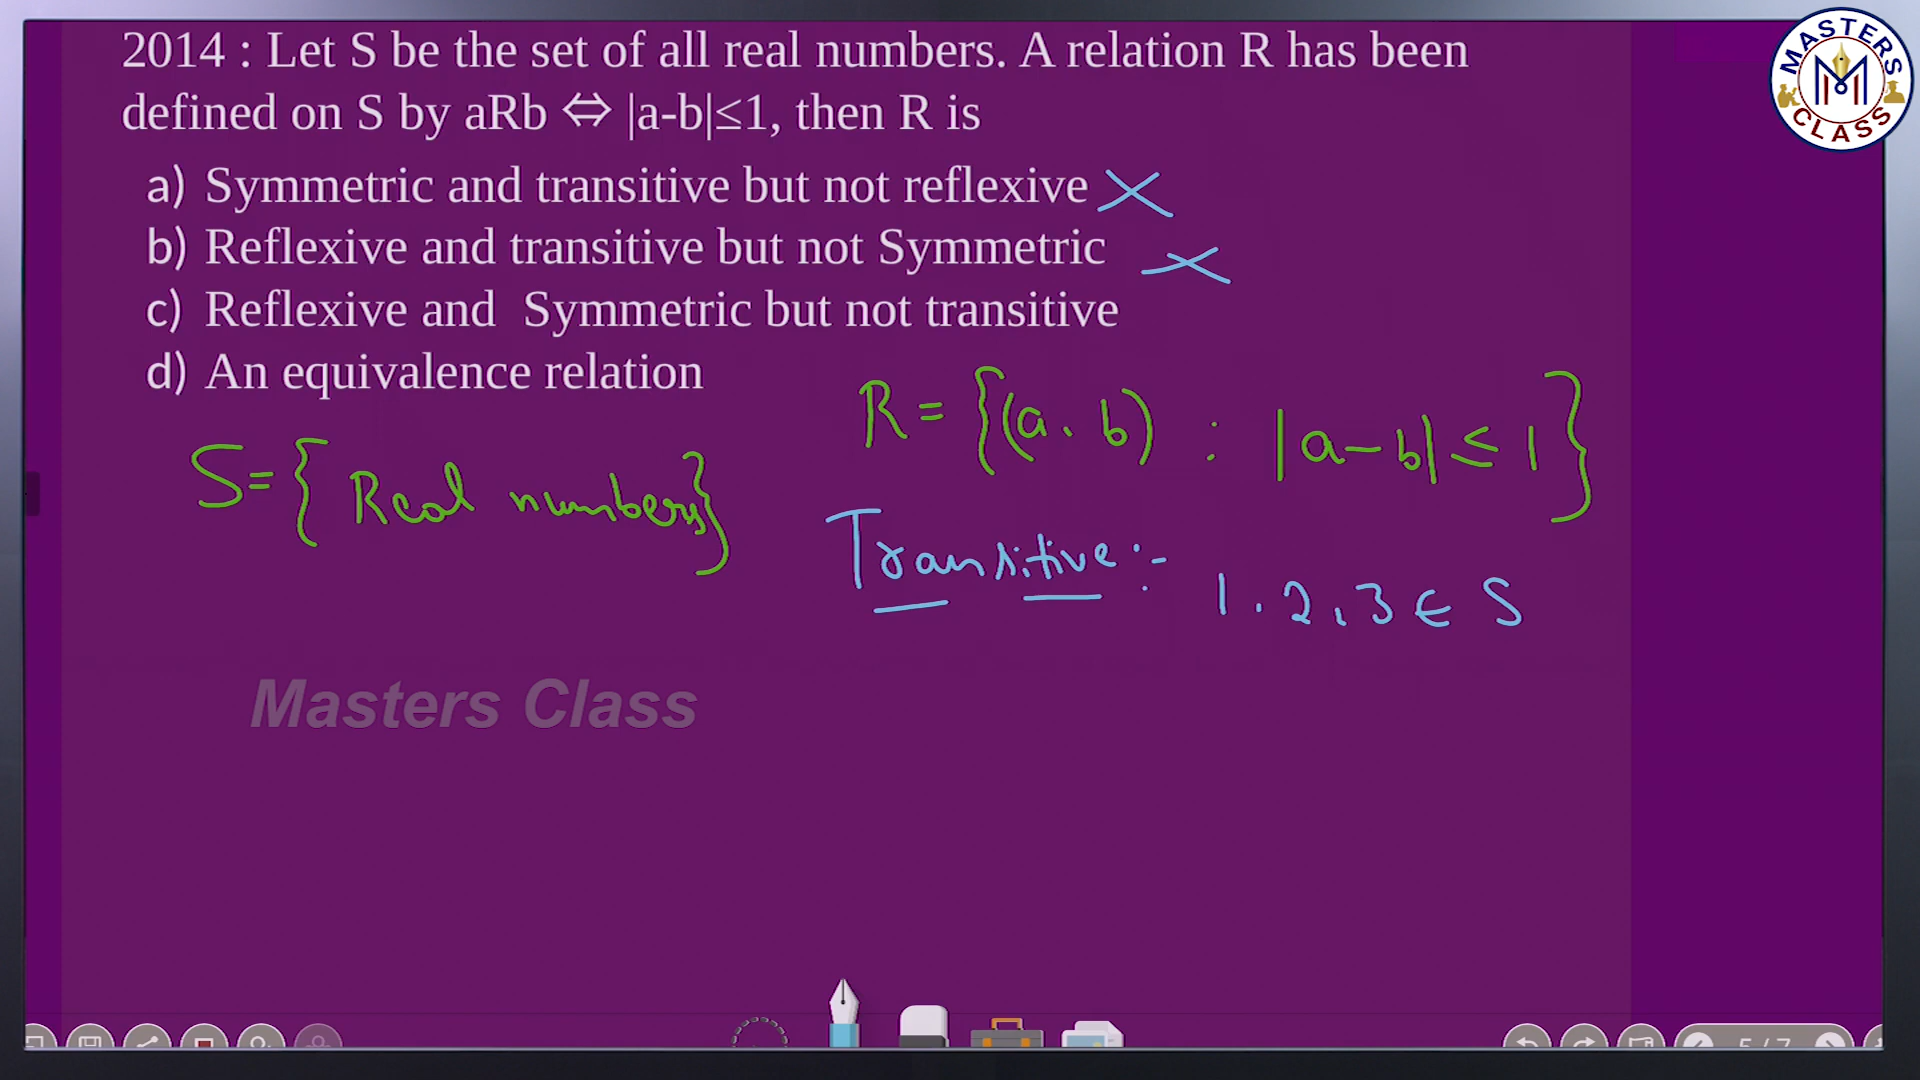 2014 : Let S be the set of all real numbers. A relation R has been
defined on S by aRb ⇔ |a-b|≤1, then R is
a) Symmetric and transitive but not reflexive
b) Reflexive and transitive but not Symmetric
c) Reflexive and Symmetric but not transitive
d) An equivalence relation
R = {(a, b) : |a-b| ≤ 1}
S = {Real numbers}
Transitive :-
1, 2, 3 ∈ S
Masters Class
MASTERS
M
CLASS
5 / 7